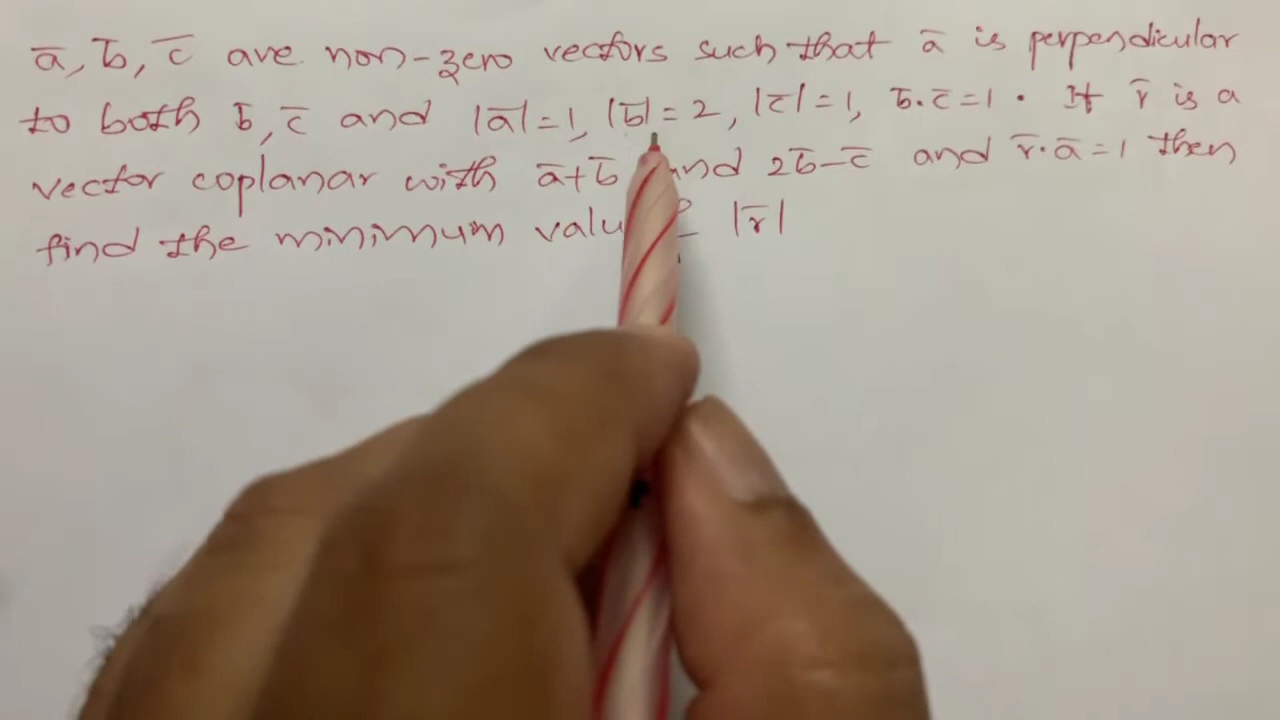 a̅, b̅, c̅ are non-zero vectors such that a̅ is perpendicular
to both b̅, c̅ and |a̅|=1, |b̅|=2, |c̅|=1, b̅.c̅=1. If r̅ is a
vector coplanar with a̅+b̅ and 2b̅-c̅ and r̅.a̅=1 then
find the minimum |r̅|